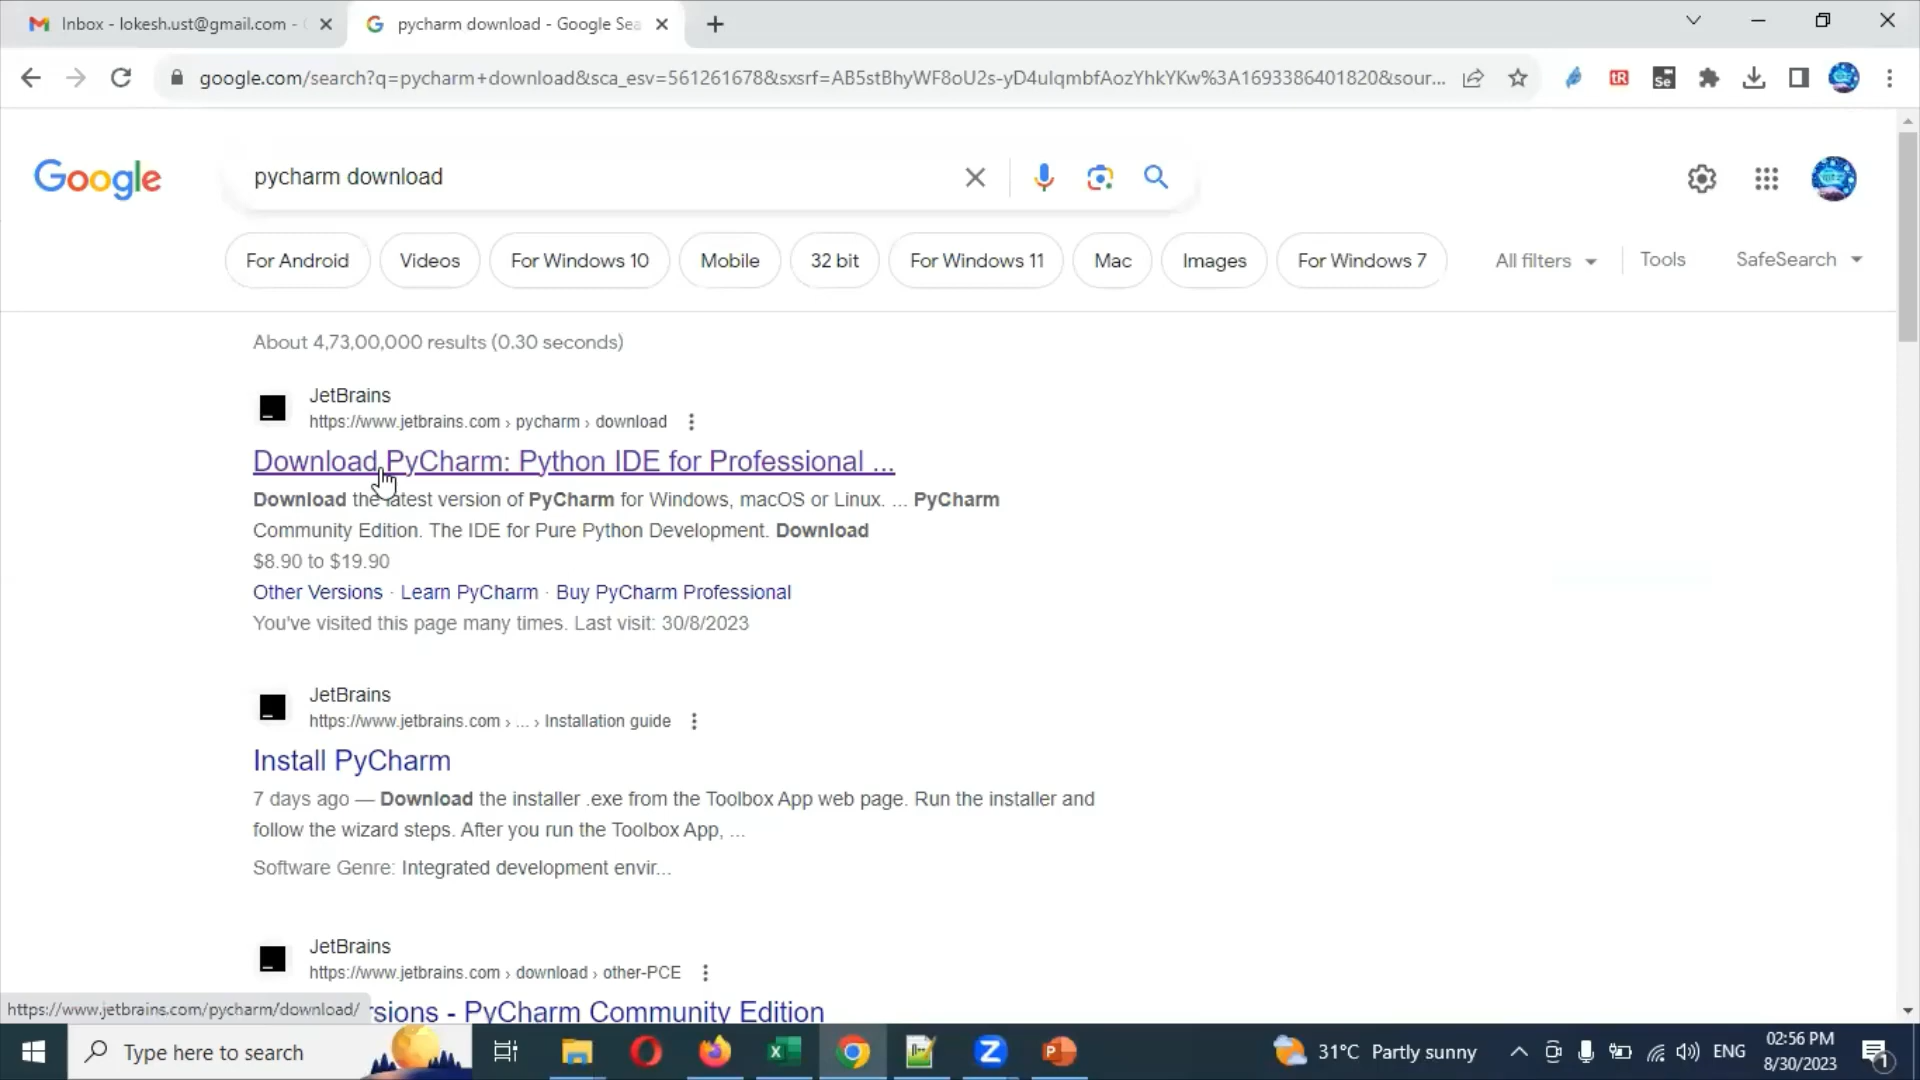 Inbox - lokesh.ust@gmail.com -
pycharm download - Google Sea
google.com/search?q=pycharm+download&sca_esv=561261678&sxsrf=AB5stBhyWF8oU2s-yD4ulqmbfAozYhkYKw%3A1693386401820&sour...
tR
Se
Google
pycharm download
For Android
Videos
For Windows 10
Mobile
32 bit
For Windows 11
Mac
Images
For Windows 7
All filters
Tools
SafeSearch
About 4,73,00,000 results (0.30 seconds)
JetBrains
https://www.jetbrains.com › pycharm › download
Download PyCharm: Python IDE for Professional ...
Download the latest version of PyCharm for Windows, macOS or Linux. ... PyCharm
Community Edition. The IDE for Pure Python Development. Download
$8.90 to $19.90
Other Versions · Learn PyCharm · Buy PyCharm Professional
You've visited this page many times. Last visit: 30/8/2023
JetBrains
https://www.jetbrains.com › ... › Installation guide
Install PyCharm
7 days ago — Download the installer .exe from the Toolbox App web page. Run the installer and
follow the wizard steps. After you run the Toolbox App, ...
Software Genre: Integrated development envir...
JetBrains
https://www.jetbrains.com › download › other-PCE
sions - PyCharm Community Edition
https://www.jetbrains.com/pycharm/download/
Type here to search
31°C Partly sunny
ENG
02:56 PM
8/30/2023
1